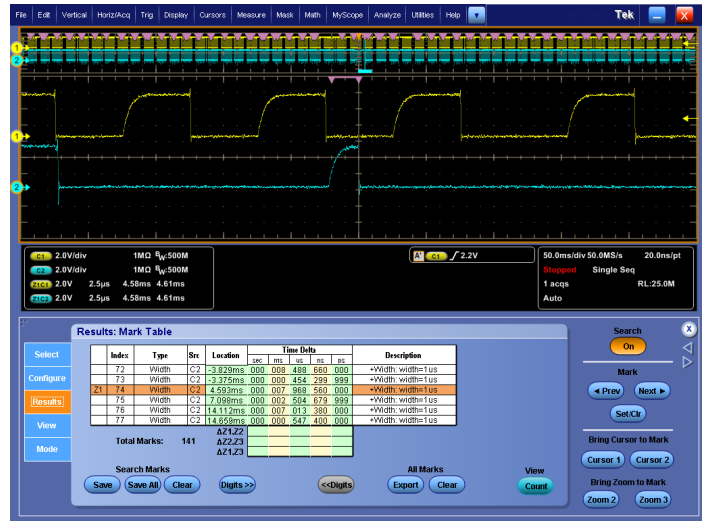 File Edit Vertical Horiz/Acq Trig Display Cursors Measure Mask Math MyScope Analyze Utilities Help Tek X
1
2
1
2
C1 2.0V/div 1MΩ BW:500M
C2 2.0V/div 1MΩ BW:500M
Z1C1 2.0V 2.5µs 4.58ms 4.61ms
Z1C2 2.0V 2.5µs 4.58ms 4.61ms
A' C1 2.2V
50.0ms/div 50.0MS/s 20.0ns/pt
Stopped Single Seq
1 acqs RL:25.0M
Auto
Results: Mark Table
Select
Configure
Results
View
Mode
Index Type Src Location Time Delta Description
sec ms us ns ps
72 Width C2 -3.829ms 000 008 488 660 000 +Width: width=1us
73 Width C2 -3.375ms 000 000 454 299 999 +Width: width=1us
Z1 74 Width C2 4.593ms 000 007 968 560 000 +Width: width=1us
75 Width C2 7.098ms 000 002 504 679 999 +Width: width=1us
76 Width C2 14.112ms 000 007 013 380 000 +Width: width=1us
77 Width C2 14.659ms 000 000 547 400 000 +Width: width=1us
Total Marks: 141
ΔZ1,Z2
ΔZ2,Z3
ΔZ1,Z3
Search Marks
Save Save All Clear Digits >> <<Digits
All Marks
Export Clear
View
Count
Search
On
X
Mark
Prev Next
Set/Clr
Bring Cursor to Mark
Cursor 1 Cursor 2
Bring Zoom to Mark
Zoom 2 Zoom 3